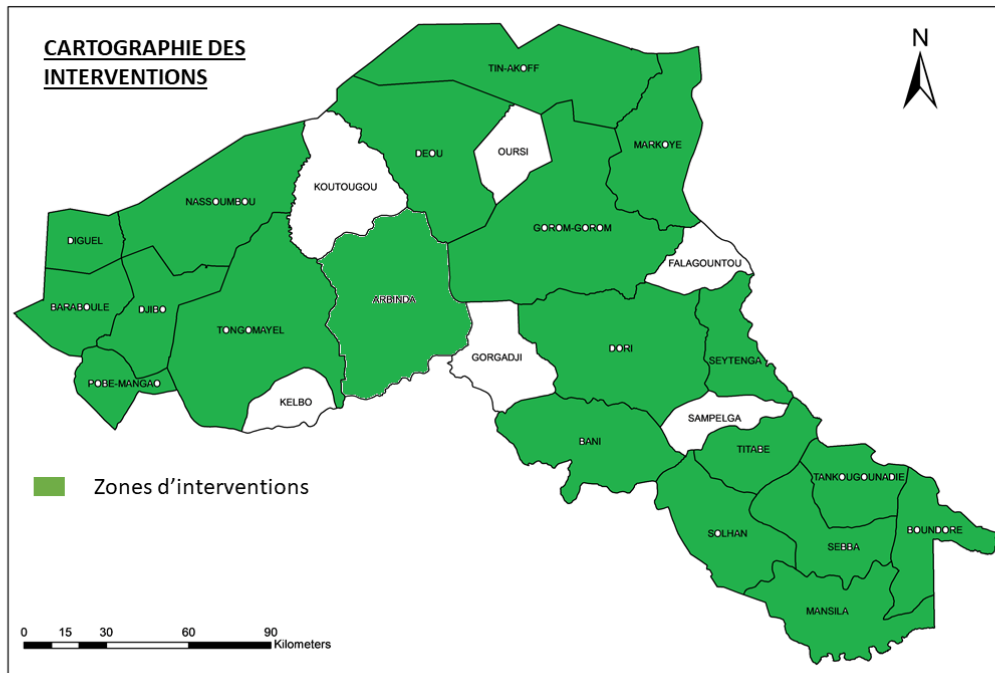 CARTOGRAPHIE DES
INTERVENTIONS
N
TIN-AKOFF
MARKOYE
DEOU
OURSI
KOUTOUGOU
NASSOUMBOU
GOROM-GOROM
DIGUEL
FALAGOUNTOU
ARBINDA
BARABOULE
DJIBO
TONGOMAYEL
DORI
GORGADJI
SEYTENGA
POBE-MANGAO
KELBO
SAMPELGA
BANI
TITABE
TANKOUGOUNADIE
Zones d’interventions
SOLHAN
BOUNDORE
SEBBA
MANSILA
0 15 30 60 90
Kilometers